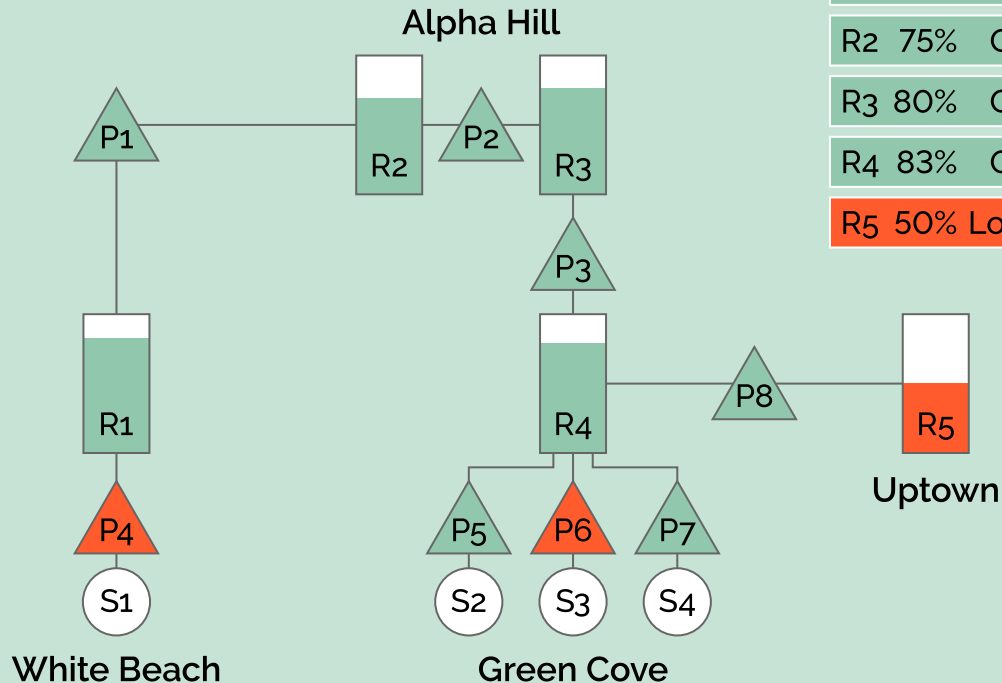 Alpha Hill
R2 75%
R3 80%
R4 83%
R5 50%
P1
P2
R2
R3
P3
R1
R4
P8
R5
Uptown
P4
P5
P6
P7
S1
S2
S3
S4
White Beach
Green Cove